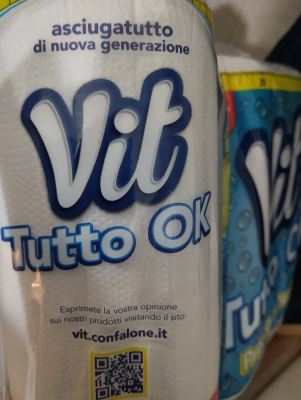 asciugatutto
di nuova generazione
Vit
Tutto OK
Esprimete la vostra opinione
sui nostri prodotti visitando il sito:
vit.confalone.it
Vit
Tutto